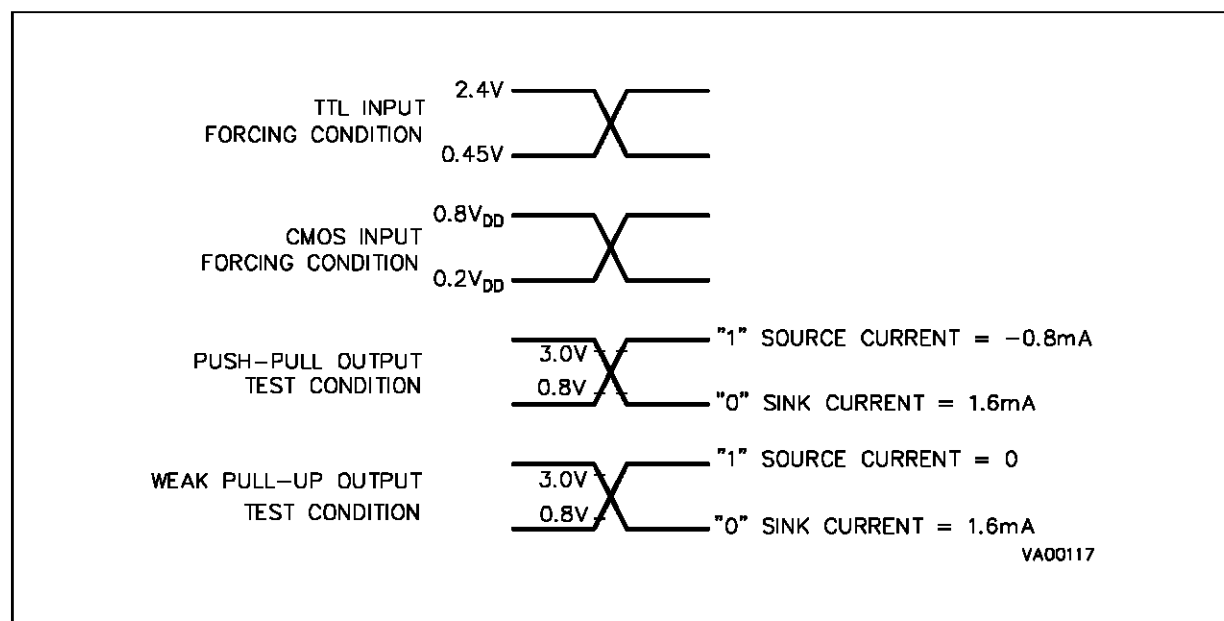 TTL INPUT
FORCING CONDITION
2.4V
0.45V
CMOS INPUT
FORCING CONDITION
0.8VDD
0.2VDD
PUSH-PULL OUTPUT
TEST CONDITION
3.0V
0.8V
"1" SOURCE CURRENT = -0.8mA
"0" SINK CURRENT = 1.6mA
WEAK PULL-UP OUTPUT
TEST CONDITION
3.0V
0.8V
"1" SOURCE CURRENT = 0
"0" SINK CURRENT = 1.6mA
VA00117